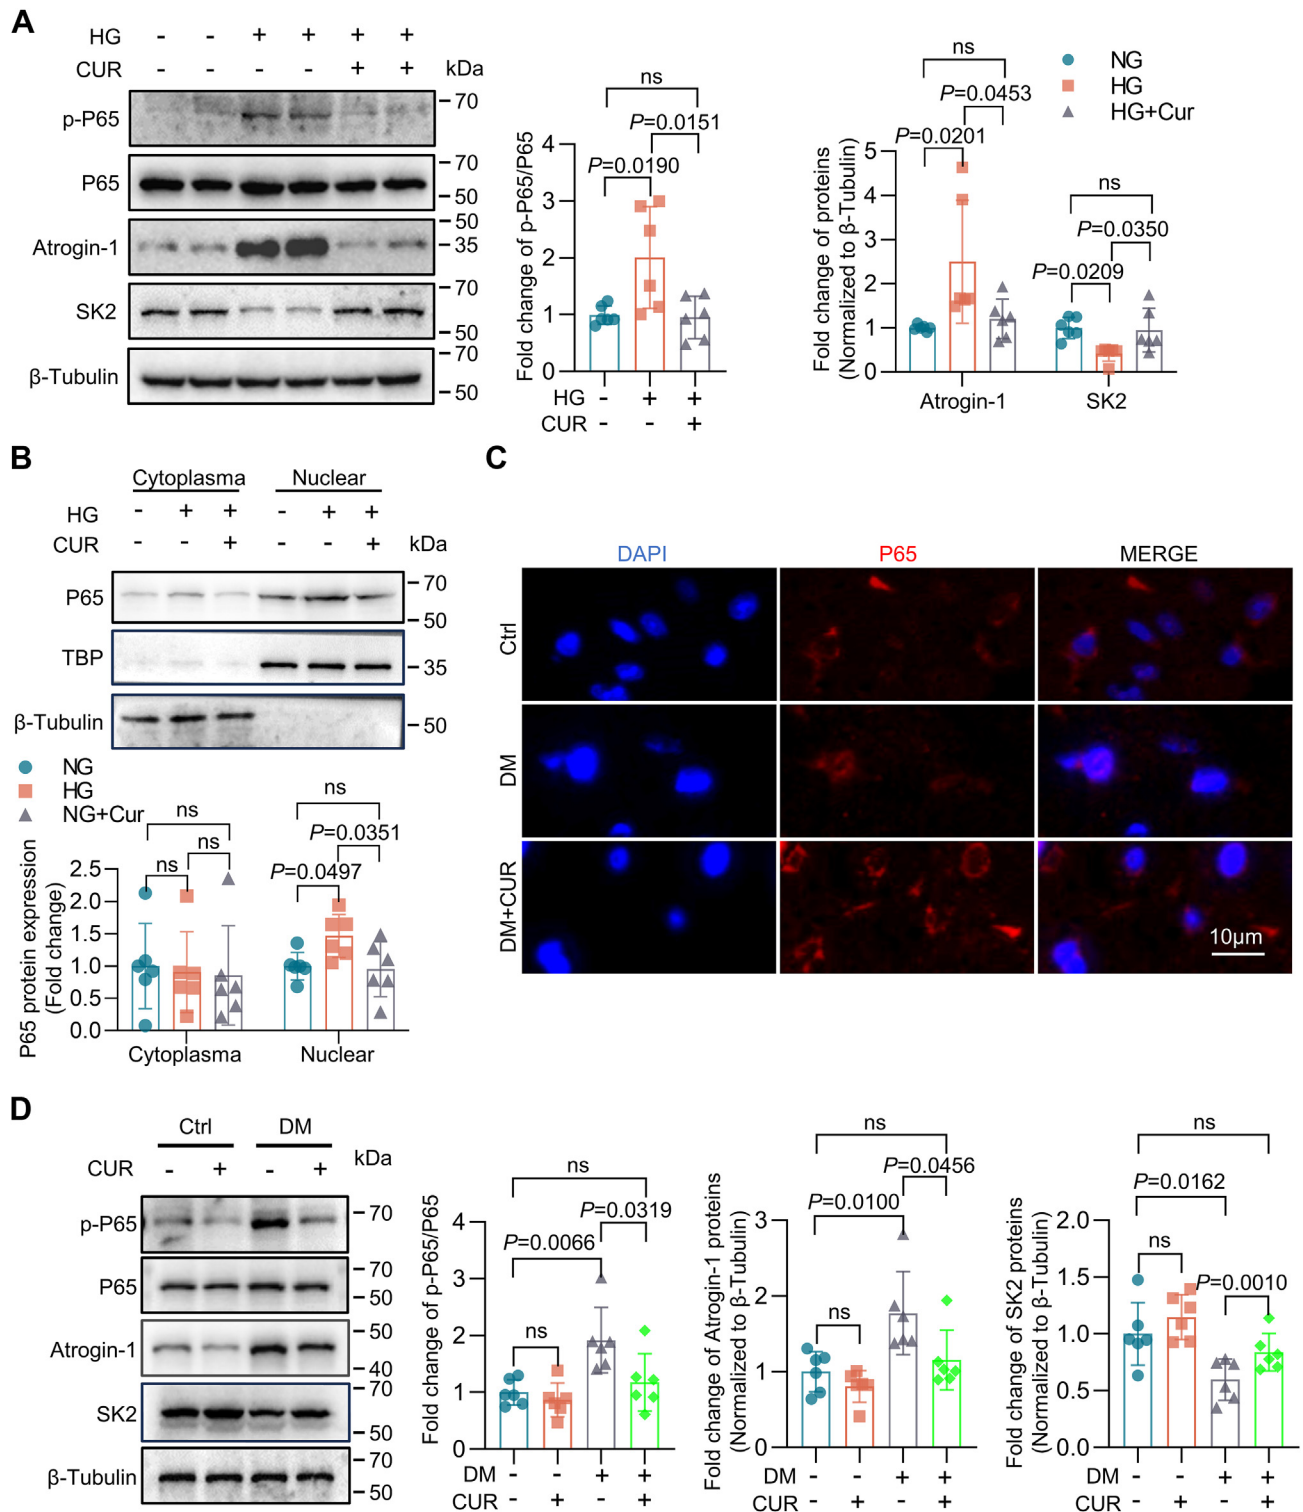 A
HG - - + + + +
CUR - - - - + + kDa
p-P65 70
P65 70
50
Atrogin-1 50
35
SK2 70
50
β-Tubulin 50
ns
P=0.0151
P=0.0190
Fold change of p-P65/P65
4
3
2
1
0
HG - + +
CUR - - +
NG
HG
HG+Cur
ns
P=0.0453
P=0.0201
ns
P=0.0350
P=0.0209
Fold change of proteins
(Normalized to β-Tubulin)
5
4
3
2
1
0
Atrogin-1 SK2
B
Cytoplasma Nuclear
HG - + + - + +
CUR - - + - - + kDa
P65 70
50
TBP 35
β-Tubulin 50
NG
HG
NG+Cur
ns
ns
ns
ns
P=0.0351
P=0.0497
P65 protein expression
(Fold change)
2.5
2.0
1.5
1.0
0.5
0.0
Cytoplasma Nuclear
C
DAPI P65 MERGE
Ctrl
DM
DM+CUR
10μm
D
Ctrl DM
CUR - + - + kDa
p-P65 70
P65 70
50
Atrogin-1 50
40
SK2 70
50
β-Tubulin 70
50
ns
P=0.0319
P=0.0066
ns
Fold change of p-P65/P65
4
3
2
1
0
DM - - + +
CUR - + - +
ns
P=0.0456
P=0.0100
ns
Fold change of Atrogin-1 proteins
(Normalized to β-Tubulin)
3
2
1
0
DM - - + +
CUR - + - +
ns
P=0.0162
ns
P=0.0010
Fold change of SK2 proteins
(Normalized to β-Tubulin)
2.0
1.5
1.0
0.5
0.0
DM - - + +
CUR - + - +